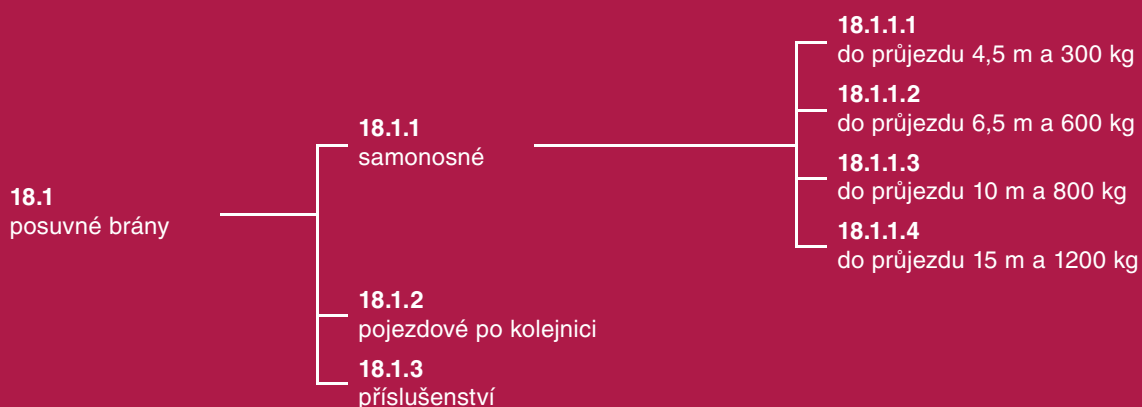 18.1
posuvné brány
18.1.1
samonosné
18.1.1.1
do průjezdu 4,5 m a 300 kg
18.1.1.2
do průjezdu 6,5 m a 600 kg
18.1.1.3
do průjezdu 10 m a 800 kg
18.1.1.4
do průjezdu 15 m a 1200 kg
18.1.2
pojezdové po kolejnici
18.1.3
příslušenství